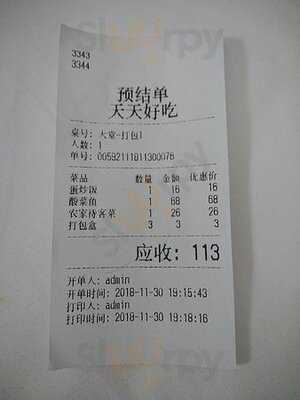 3343
3344
预结单
天天好吃
桌号: 大堂-打包1
人数: 1
单号: 00592111811300076
菜品 数量 金额 优惠价
蛋炒饭 1 16 16
酸菜鱼 1 68 68
农家待客菜 1 26 26
打包盒 3 3 3
应收: 113
开单人: admin
开单时间: 2018-11-30 19:15:43
打印人: admin
打印时间: 2018-11-30 19:18:16